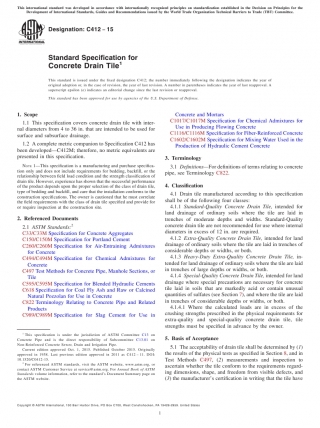 This international standard was developed in accordance with internationally recognized principles on standardization established in the Decision on Principles for the
Development of International Standards, Guides and Recommendations issued by the World Trade Organization Technical Barriers to Trade (TBT) Committee.
Designation: C412 – 15
INTERNATIONAL
Standard Specification for
Concrete Drain Tile¹
This standard is issued under the fixed designation C412; the number immediately following the designation indicates the year of
original adoption or, in the case of revision, the year of last revision. A number in parentheses indicates the year of last reapproval. A
superscript epsilon (ε) indicates an editorial change since the last revision or reapproval.
This standard has been approved for use by agencies of the U.S. Department of Defense.
1. Scope
1.1 This specification covers concrete drain tile with inter-
nal diameters from 4 to 36 in. that are intended to be used for
surface and subsurface drainage.
1.2 A complete metric companion to Specification C412 has
been developed—C412M; therefore, no metric equivalents are
presented in this specification.
NOTE 1—This specification is a manufacturing and purchase specifica-
tion only and does not include requirements for bedding, backfill, or the
relationship between field load condition and the strength classification of
drain tile. However, experience has shown that the successful performance
of the product depends upon the proper selection of the class of drain tile,
type of bedding and backfill, and care that the installation conforms to the
construction specifications. The owner is cautioned that he must correlate
the field requirements with the class of drain tile specified and provide for
or require inspection at the construction site.
2. Referenced Documents
2.1 ASTM Standards:²
C33/C33M Specification for Concrete Aggregates
C150/C150M Specification for Portland Cement
C260/C260M Specification for Air-Entraining Admixtures
for Concrete
C494/C494M Specification for Chemical Admixtures for
Concrete
C497 Test Methods for Concrete Pipe, Manhole Sections, or
Tile
C595/C595M Specification for Blended Hydraulic Cements
C618 Specification for Coal Fly Ash and Raw or Calcined
Natural Pozzolan for Use in Concrete
C822 Terminology Relating to Concrete Pipe and Related
Products
C989/C989M Specification for Slag Cement for Use in
¹ This specification is under the jurisdiction of ASTM Committee C13 on
Concrete Pipe and is the direct responsibility of Subcommittee C13.01 on
Non-Reinforced Concrete Sewer, Drain and Irrigation Pipe.
Current edition approved Oct. 1, 2015. Published October 2015. Originally
approved in 1958. Last previous edition approved in 2011 as C412 – 11. DOI:
10.1520/C0412-15.
² For referenced ASTM standards, visit the ASTM website, www.astm.org, or
contact ASTM Customer Service at service@astm.org. For Annual Book of ASTM
Standards volume information, refer to the standard's Document Summary page on
the ASTM website.
Concrete and Mortars
C1017/C1017M Specification for Chemical Admixtures for
Use in Producing Flowing Concrete
C1116/C1116M Specification for Fiber-Reinforced Concrete
C1602/C1602M Specification for Mixing Water Used in the
Production of Hydraulic Cement Concrete
3. Terminology
3.1 Definitions—For definitions of terms relating to concrete
pipe, see Terminology C822.
4. Classification
4.1 Drain tile manufactured according to this specification
shall be of the following four classes:
4.1.1 Standard-Quality Concrete Drain Tile, intended for
land drainage of ordinary soils where the tile are laid in
trenches of moderate depths and widths. Standard-Quality
concrete drain tile are not recommended for use where internal
diameters in excess of 12 in. are required.
4.1.2 Extra-Quality Concrete Drain Tile, intended for land
drainage of ordinary soils where the tile are laid in trenches of
considerable depths or widths, or both.
4.1.3 Heavy-Duty Extra-Quality Concrete Drain Tile, in-
tended for land drainage of ordinary soils where the tile are laid
in trenches of large depths or widths, or both.
4.1.4 Special Quality Concrete Drain Tile, intended for land
drainage where special precautions are necessary for concrete
tile laid in soils that are markedly acid or contain unusual
quantities of sulfates (see Section 7), and where the tile are laid
in trenches of considerable depths or widths, or both.
4.1.4.1 Where the calculated loads are in excess of the
crushing strengths prescribed in the physical requirements for
extra-quality and special-quality concrete drain tile, tile
strengths must be specified in advance by the owner.
5. Basis of Acceptance
5.1 The acceptability of drain tile shall be determined by (1)
the results of the physical tests as specified in Section 8, and in
Test Methods C497, (2) measurements and inspection to
ascertain whether the tile conform to the requirements regard-
ing dimensions, shape, and freedom from visible defects, and
(3) the manufacturer's certification in writing that the tile have
Copyright © ASTM International, 100 Barr Harbor Drive, PO Box C700, West Conshohocken, PA 19428-2959. United States
1